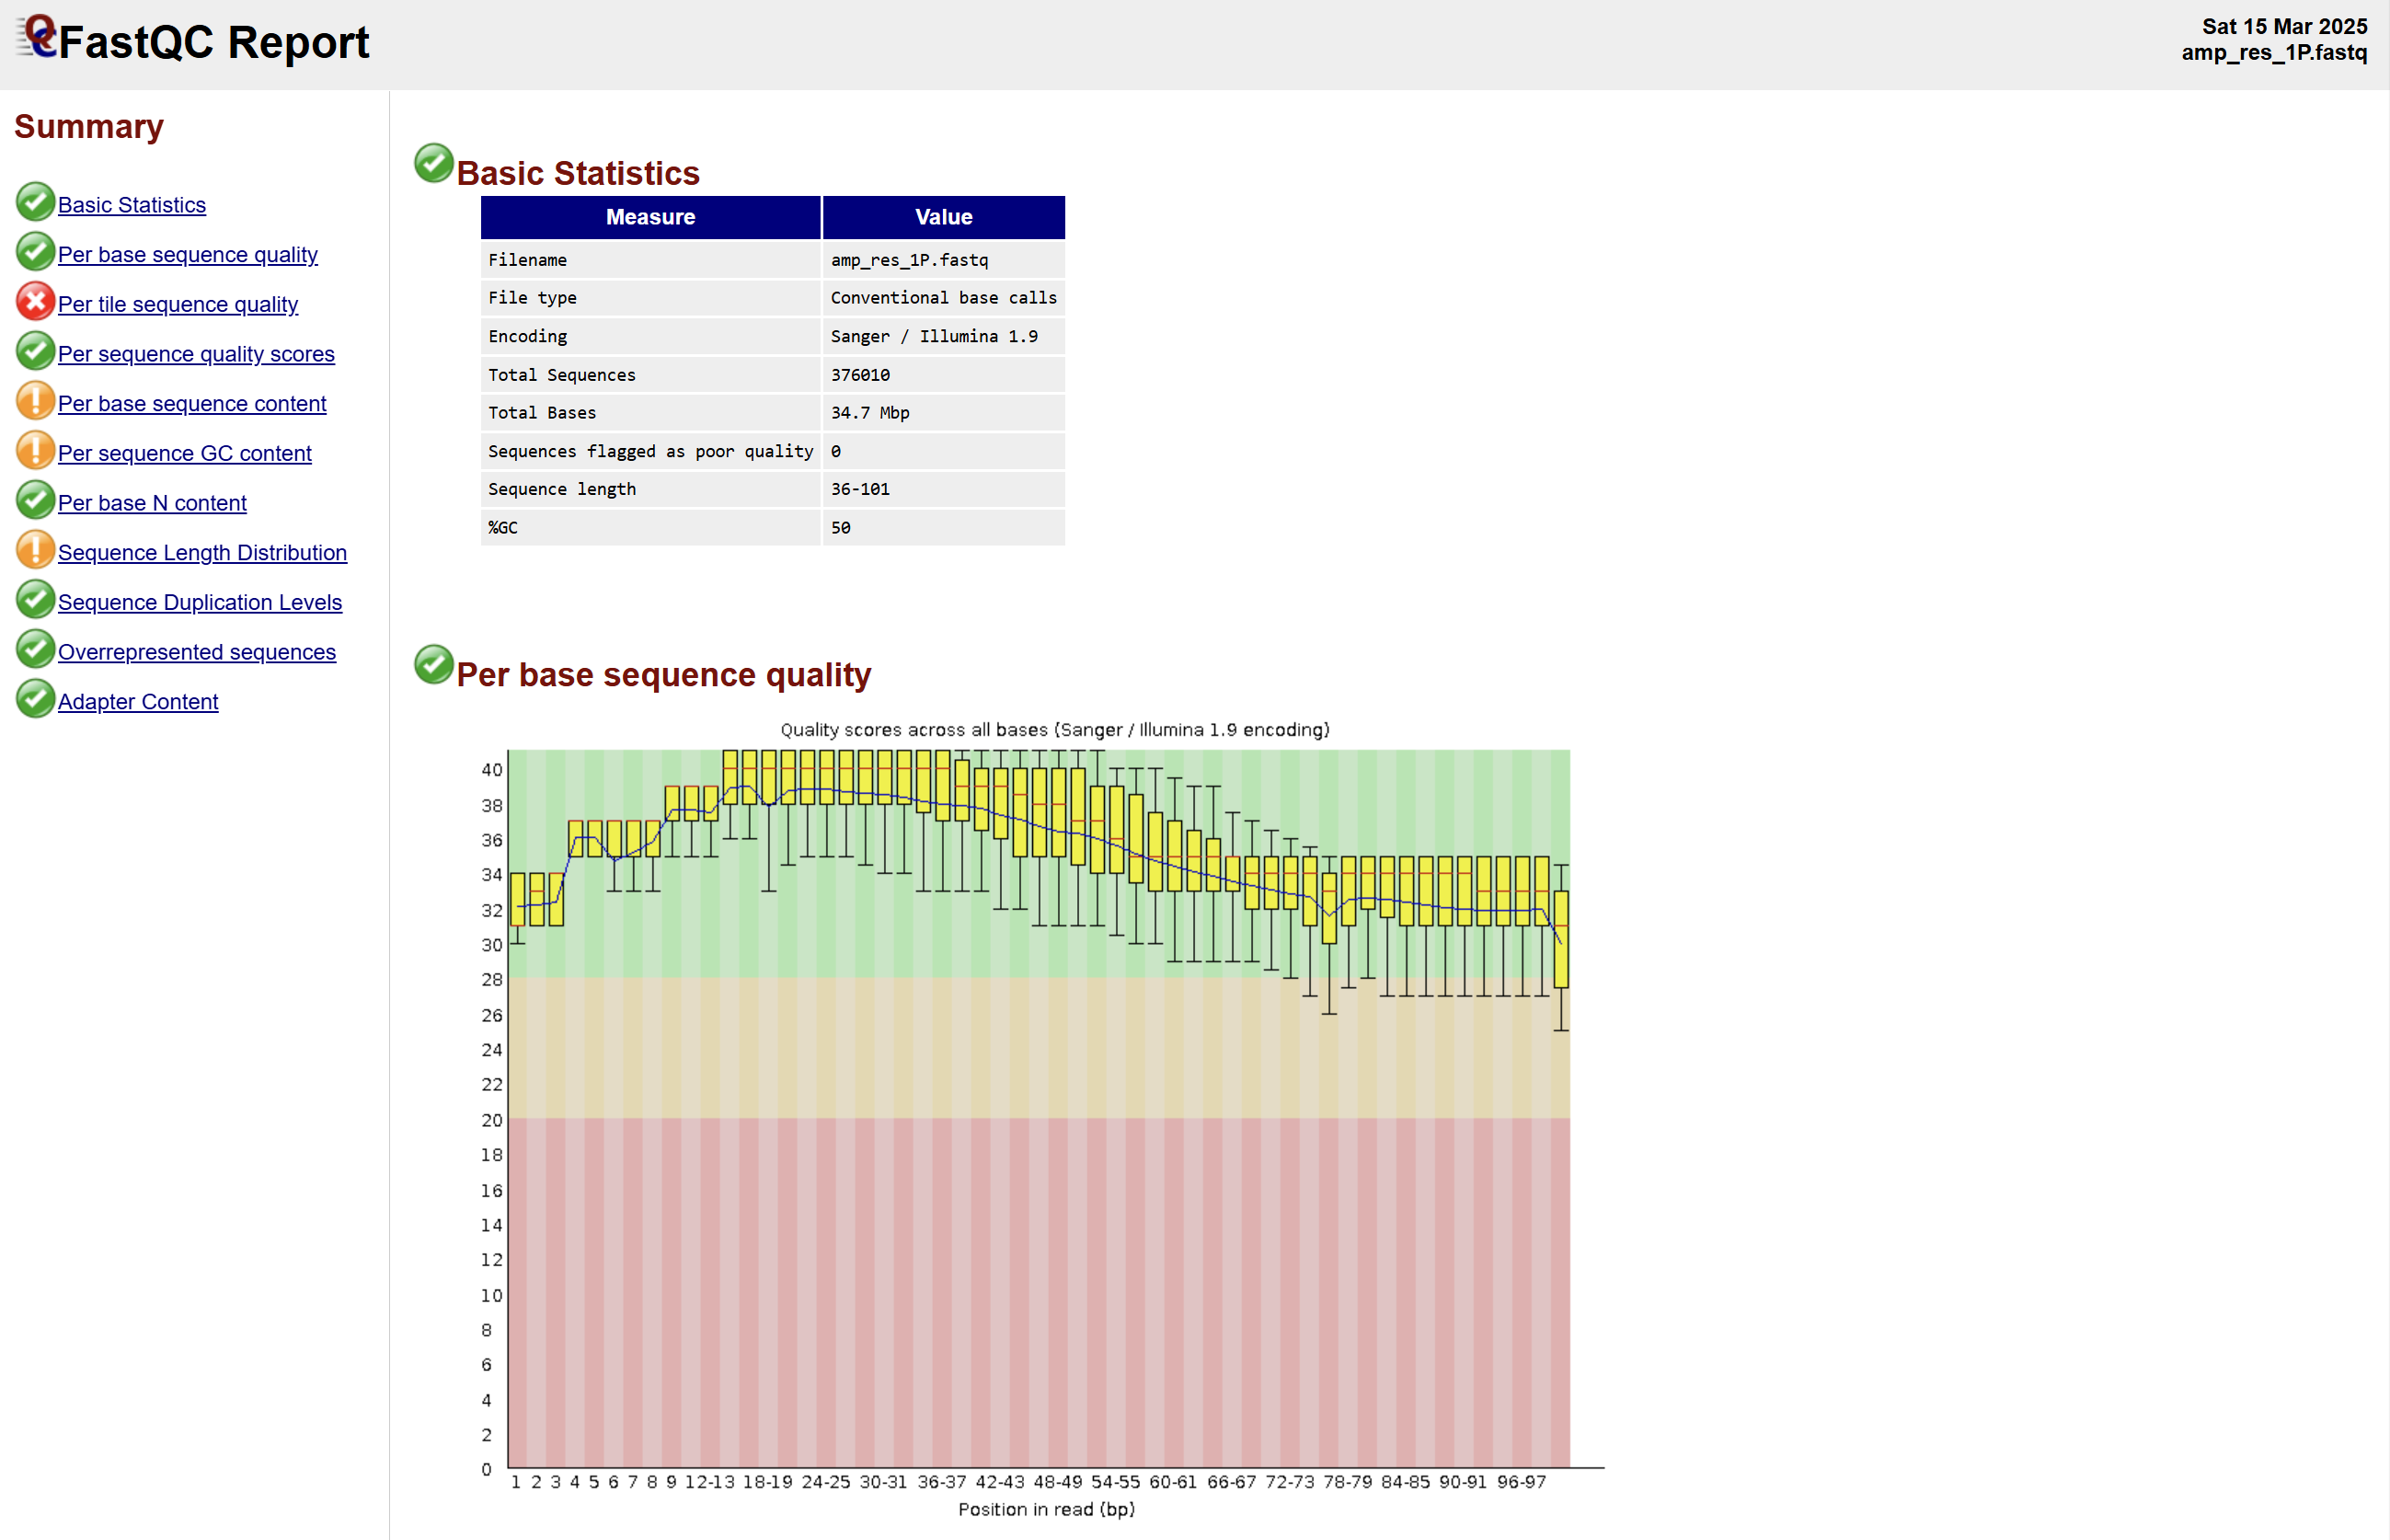 FastQC Report
Sat 15 Mar 2025
amp_res_1P.fastq
Summary
Basic Statistics
Per base sequence quality
Per tile sequence quality
Per sequence quality scores
Per base sequence content
Per sequence GC content
Per base N content
Sequence Length Distribution
Sequence Duplication Levels
Overrepresented sequences
Adapter Content
Basic Statistics
Measure Value
Filename amp_res_1P.fastq
File type Conventional base calls
Encoding Sanger / Illumina 1.9
Total Sequences 376010
Total Bases 34.7 Mbp
Sequences flagged as poor quality 0
Sequence length 36-101
%GC 50
Per base sequence quality
Quality scores across all bases (Sanger / Illumina 1.9 encoding)
40
38
36
34
32
30
28
26
24
22
20
18
16
14
12
10
8
6
4
2
0
1 2 3 4 5 6 7 8 9 12-13 18-19 24-25 30-31 36-37 42-43 48-49 54-55 60-61 66-67 72-73 78-79 84-85 90-91 96-97
Position in read (bp)